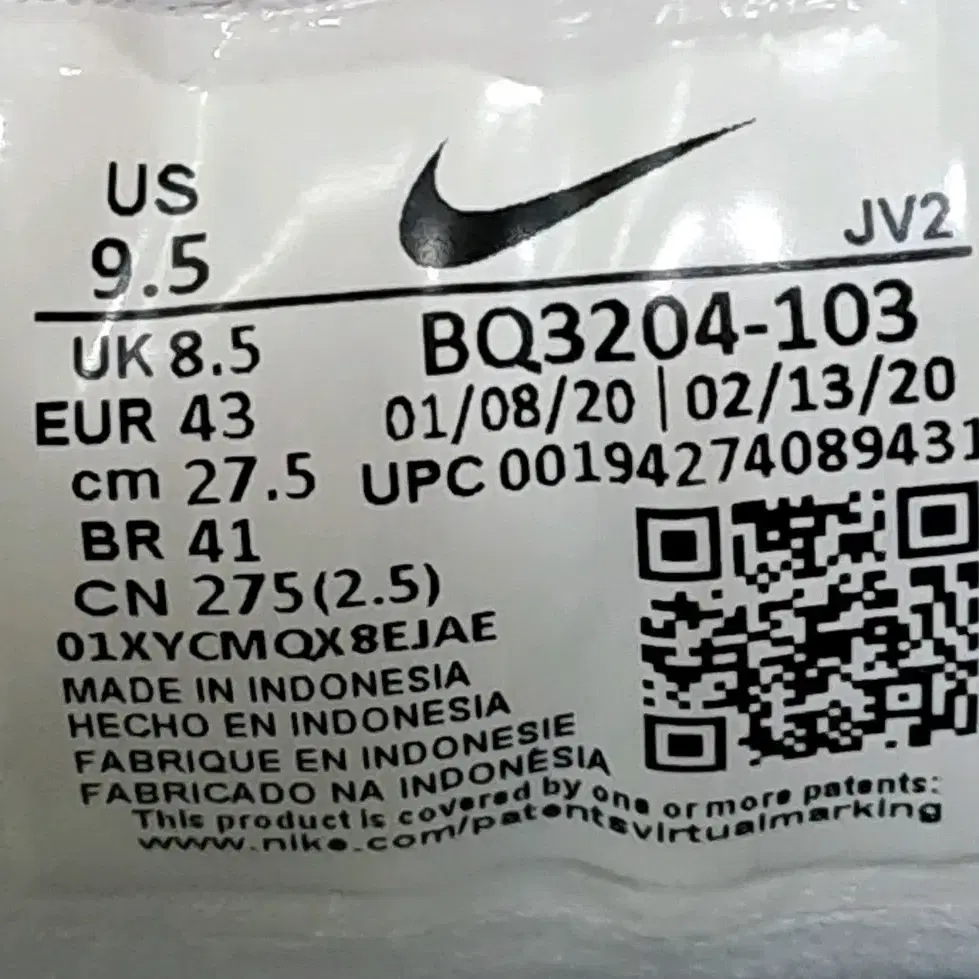 US
9.5
JV2
UK 8.5
BQ3204-103
EUR 43
01/08/20 | 02/13/20
cm 27.5
UPC 00194274089431
BR 41
CN 275(2.5)
01XYCMQX8EJAE
MADE IN INDONESIA
HECHO EN INDONESIA
FABRIQUE EN INDONESIE
FABRICADO NA INDONÉSIA
This product is covered by one or more patents:
www.nike.com/patentsvirtualmarking